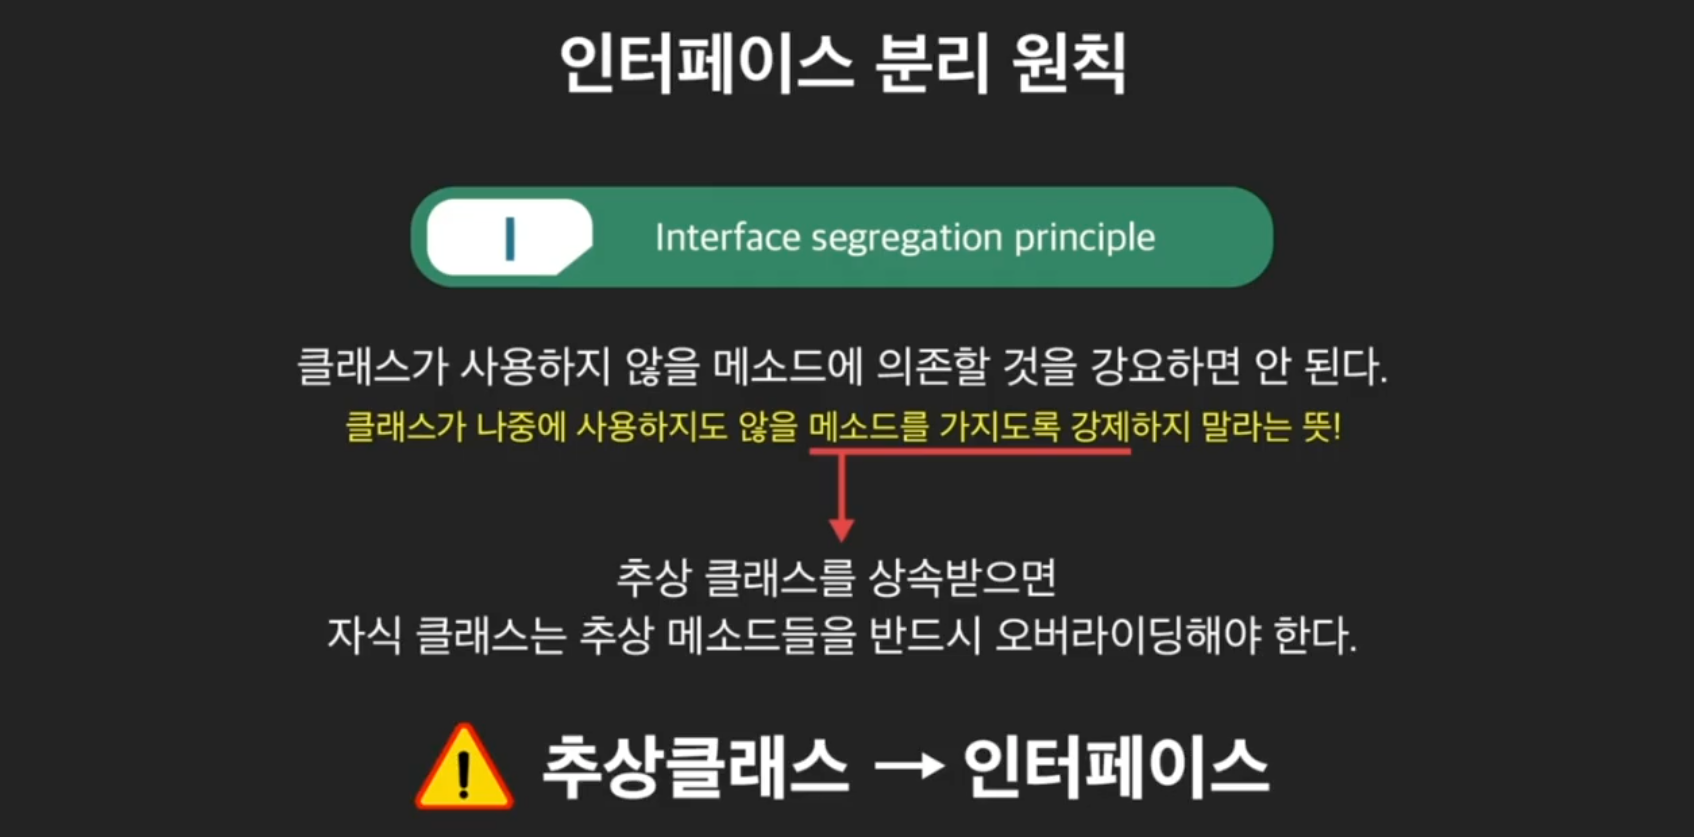 인터페이스 분리 원칙
I Interface segregation principle
클래스가 사용하지 않을 메소드에 의존할 것을 강요하면 안 된다.
클래스가 나중에 사용하지도 않을 메소드를 가지도록 강제하지 말라는 뜻!
추상 클래스를 상속받으면
자식 클래스는 추상 메소드들을 반드시 오버라이딩해야 한다.
추상클래스 → 인터페이스